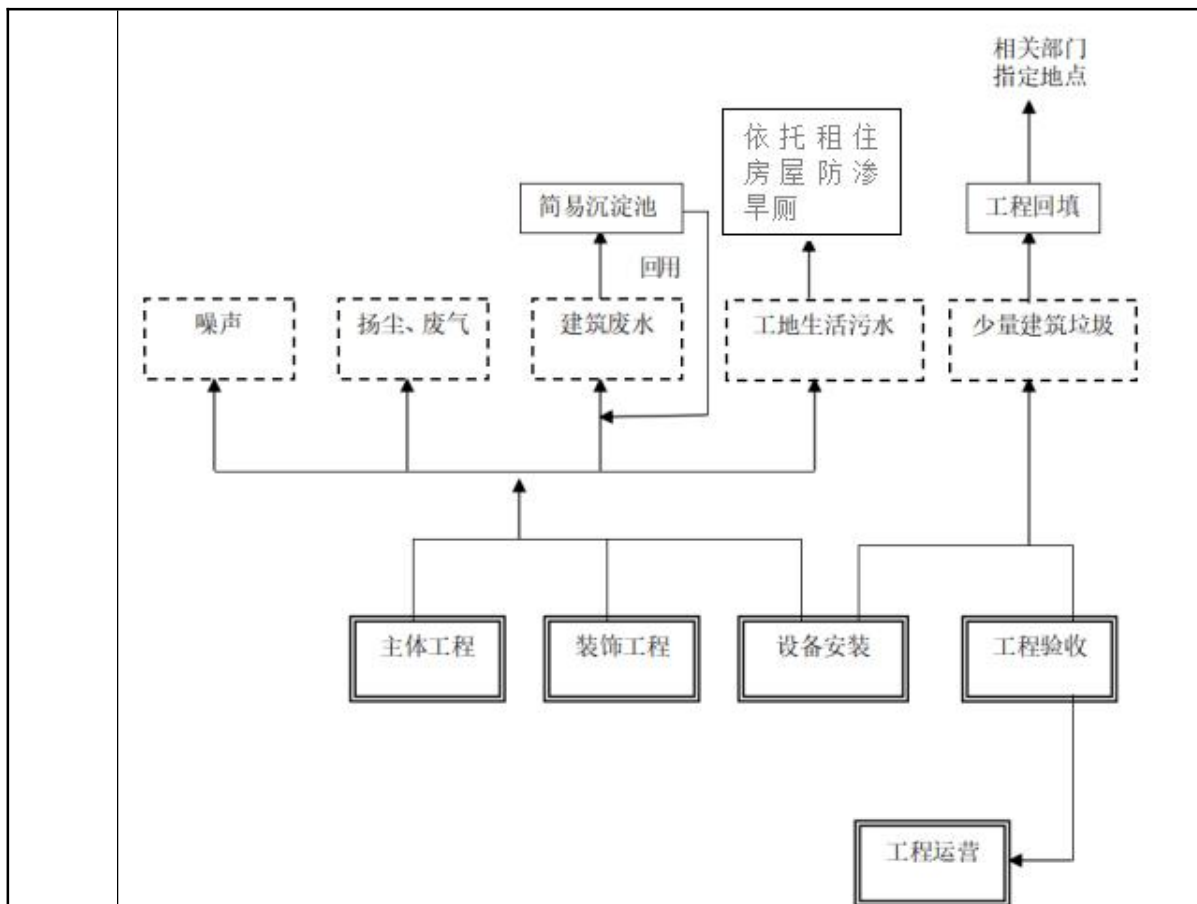 相关部门
指定地点
依托租住
房屋防渗
旱厕
简易沉淀池
工程回填
回用
噪声
扬尘、废气
建筑废水
工地生活污水
少量建筑垃圾
主体工程
装饰工程
设备安装
工程验收
工程运营